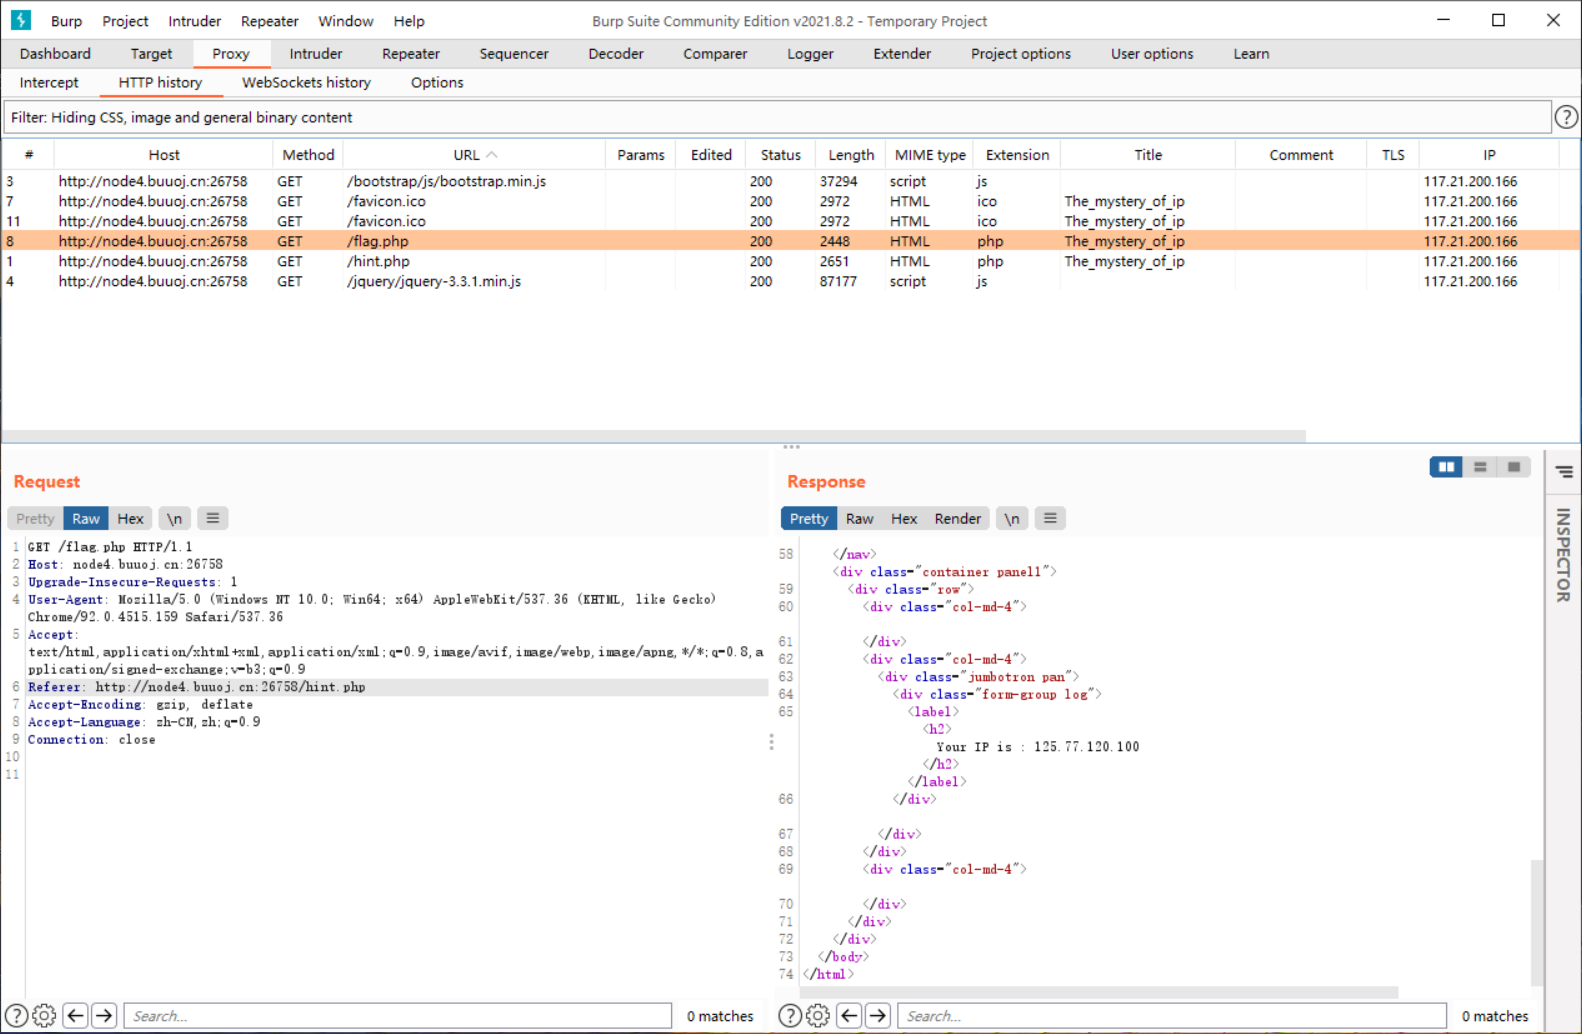 Burp Project Intruder Repeater Window Help Burp Suite Community Edition v2021.8.2 - Temporary Project
Dashboard Target Proxy Intruder Repeater Sequencer Decoder Comparer Logger Extender Project options User options Learn
Intercept HTTP history WebSockets history Options
Filter: Hiding CSS, image and general binary content ?
# Host Method URL Params Edited Status Length MIME type Extension Title Comment TLS IP
3 http://node4.buuoj.cn:26758 GET /bootstrap/js/bootstrap.min.js 200 37294 script js 117.21.200.166
7 http://node4.buuoj.cn:26758 GET /favicon.ico 200 2972 HTML ico The_mystery_of_ip 117.21.200.166
11 http://node4.buuoj.cn:26758 GET /favicon.ico 200 2972 HTML ico The_mystery_of_ip 117.21.200.166
8 http://node4.buuoj.cn:26758 GET /flag.php 200 2448 HTML php The_mystery_of_ip 117.21.200.166
1 http://node4.buuoj.cn:26758 GET /hint.php 200 2651 HTML php The_mystery_of_ip 117.21.200.166
4 http://node4.buuoj.cn:26758 GET /jquery/jquery-3.3.1.min.js 200 87177 script js 117.21.200.166
Request
Pretty Raw Hex \n
1 GET /flag.php HTTP/1.1
2 Host: node4.buuoj.cn:26758
3 Upgrade-Insecure-Requests: 1
4 User-Agent: Mozilla/5.0 (Windows NT 10.0; Win64; x64) AppleWebKit/537.36 (KHTML, like Gecko)
Chrome/92.0.4515.159 Safari/537.36
5 Accept:
text/html,application/xhtml+xml,application/xml;q=0.9,image/avif,image/webp,image/apng,*/*;q=0.8,a
pplication/signed-exchange;v=b3;q=0.9
6 Referer: http://node4.buuoj.cn:26758/hint.php
7 Accept-Encoding: gzip, deflate
8 Accept-Language: zh-CN,zh;q=0.9
9 Connection: close
10
11
? Search... 0 matches
Response
Pretty Raw Hex Render \n
58 </nav>
<div class="container panel1">
59 <div class="row">
60 <div class="col-md-4">
61 </div>
62 <div class="col-md-4">
63 <div class="jumbotron pan">
64 <div class="form-group log">
65 <label>
<h2>
Your IP is : 125.77.120.100
</h2>
</label>
66 </div>
67 </div>
68 </div>
69 <div class="col-md-4">
70 </div>
71 </div>
72 </div>
73 </body>
74 </html>
? Search... 0 matches
INSPECTOR